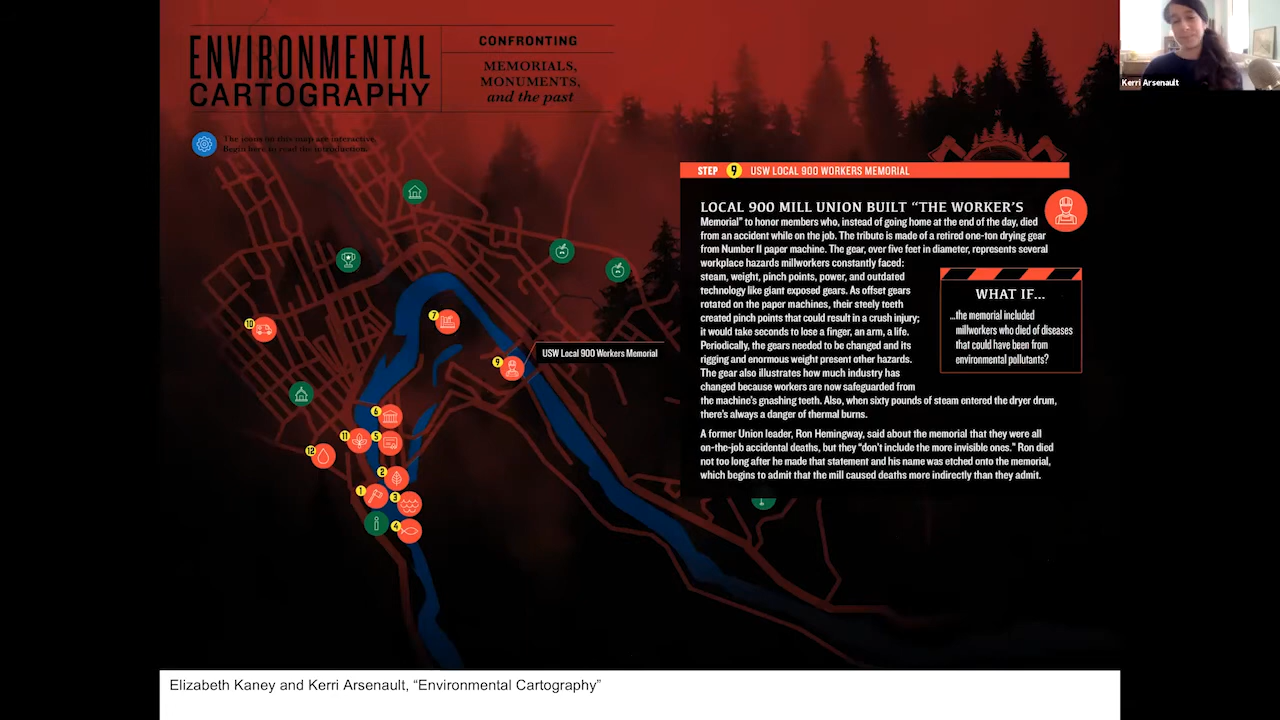 ENVIRONMENTAL
CARTOGRAPHY
CONFRONTING
MEMORIALS,
MONUMENTS,
and the past
Kerri Arsenault
The icons on this map are interactive.
Begin here to read the introduction.
STEP 9 USW LOCAL 900 WORKERS MEMORIAL
LOCAL 900 MILL UNION BUILT “THE WORKER’S
Memorial” to honor members who, instead of going home at the end of the day, died
from an accident while on the job. The tribute is made of a retired one-ton drying gear
from Number 11 paper machine. The gear, over five feet in diameter, represents several
workplace hazards millworkers constantly faced:
steam, weight, pinch points, power, and outdated
technology like giant exposed gears. As offset gears
rotated on the paper machines, their steely teeth
created pinch points that could result in a crush injury;
it would take seconds to lose a finger, an arm, a life.
Periodically, the gears needed to be changed and its
rigging and enormous weight present other hazards.
The gear also illustrates how much industry has
changed because workers are now safeguarded from
the machine’s gnashing teeth. Also, when sixty pounds of steam entered the dryer drum,
there’s always a danger of thermal burns.
A former Union leader, Ron Hemingway, said about the memorial that they were all
on-the-job accidental deaths, but they “don’t include the more invisible ones.” Ron died
not too long after he made that statement and his name was etched onto the memorial,
which begins to admit that the mill caused deaths more indirectly than they admit.
WHAT IF...
...the memorial included
millworkers who died of diseases
that could have been from
environmental pollutants?
10
7
9
USW Local 900 Workers Memorial
6
11
5
12
2
1
3
4
i
Elizabeth Kaney and Kerri Arsenault, “Environmental Cartography”